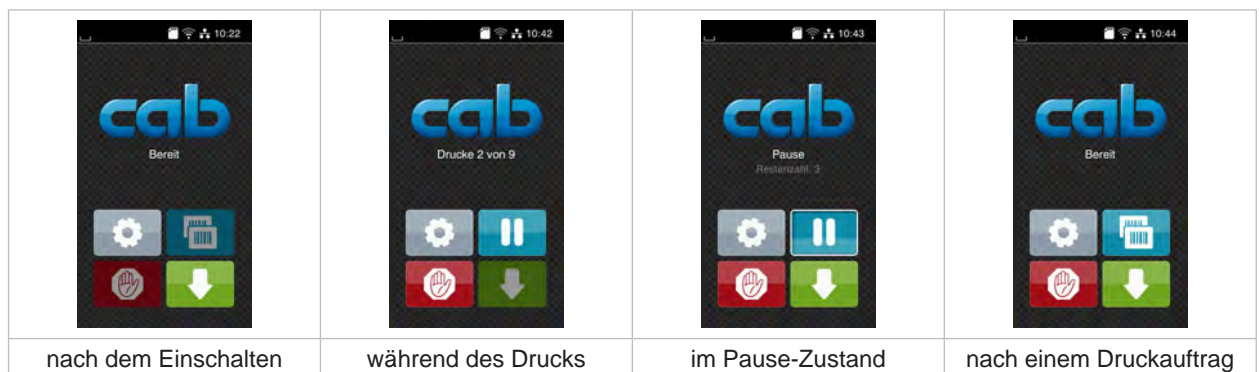 10:22
cab
Bereit
nach dem Einschalten
10:42
cab
Drucke 2 von 9
während des Drucks
10:43
cab
Pause
Restanzahl: 3
im Pause-Zustand
10:44
cab
Bereit
nach einem Druckauftrag